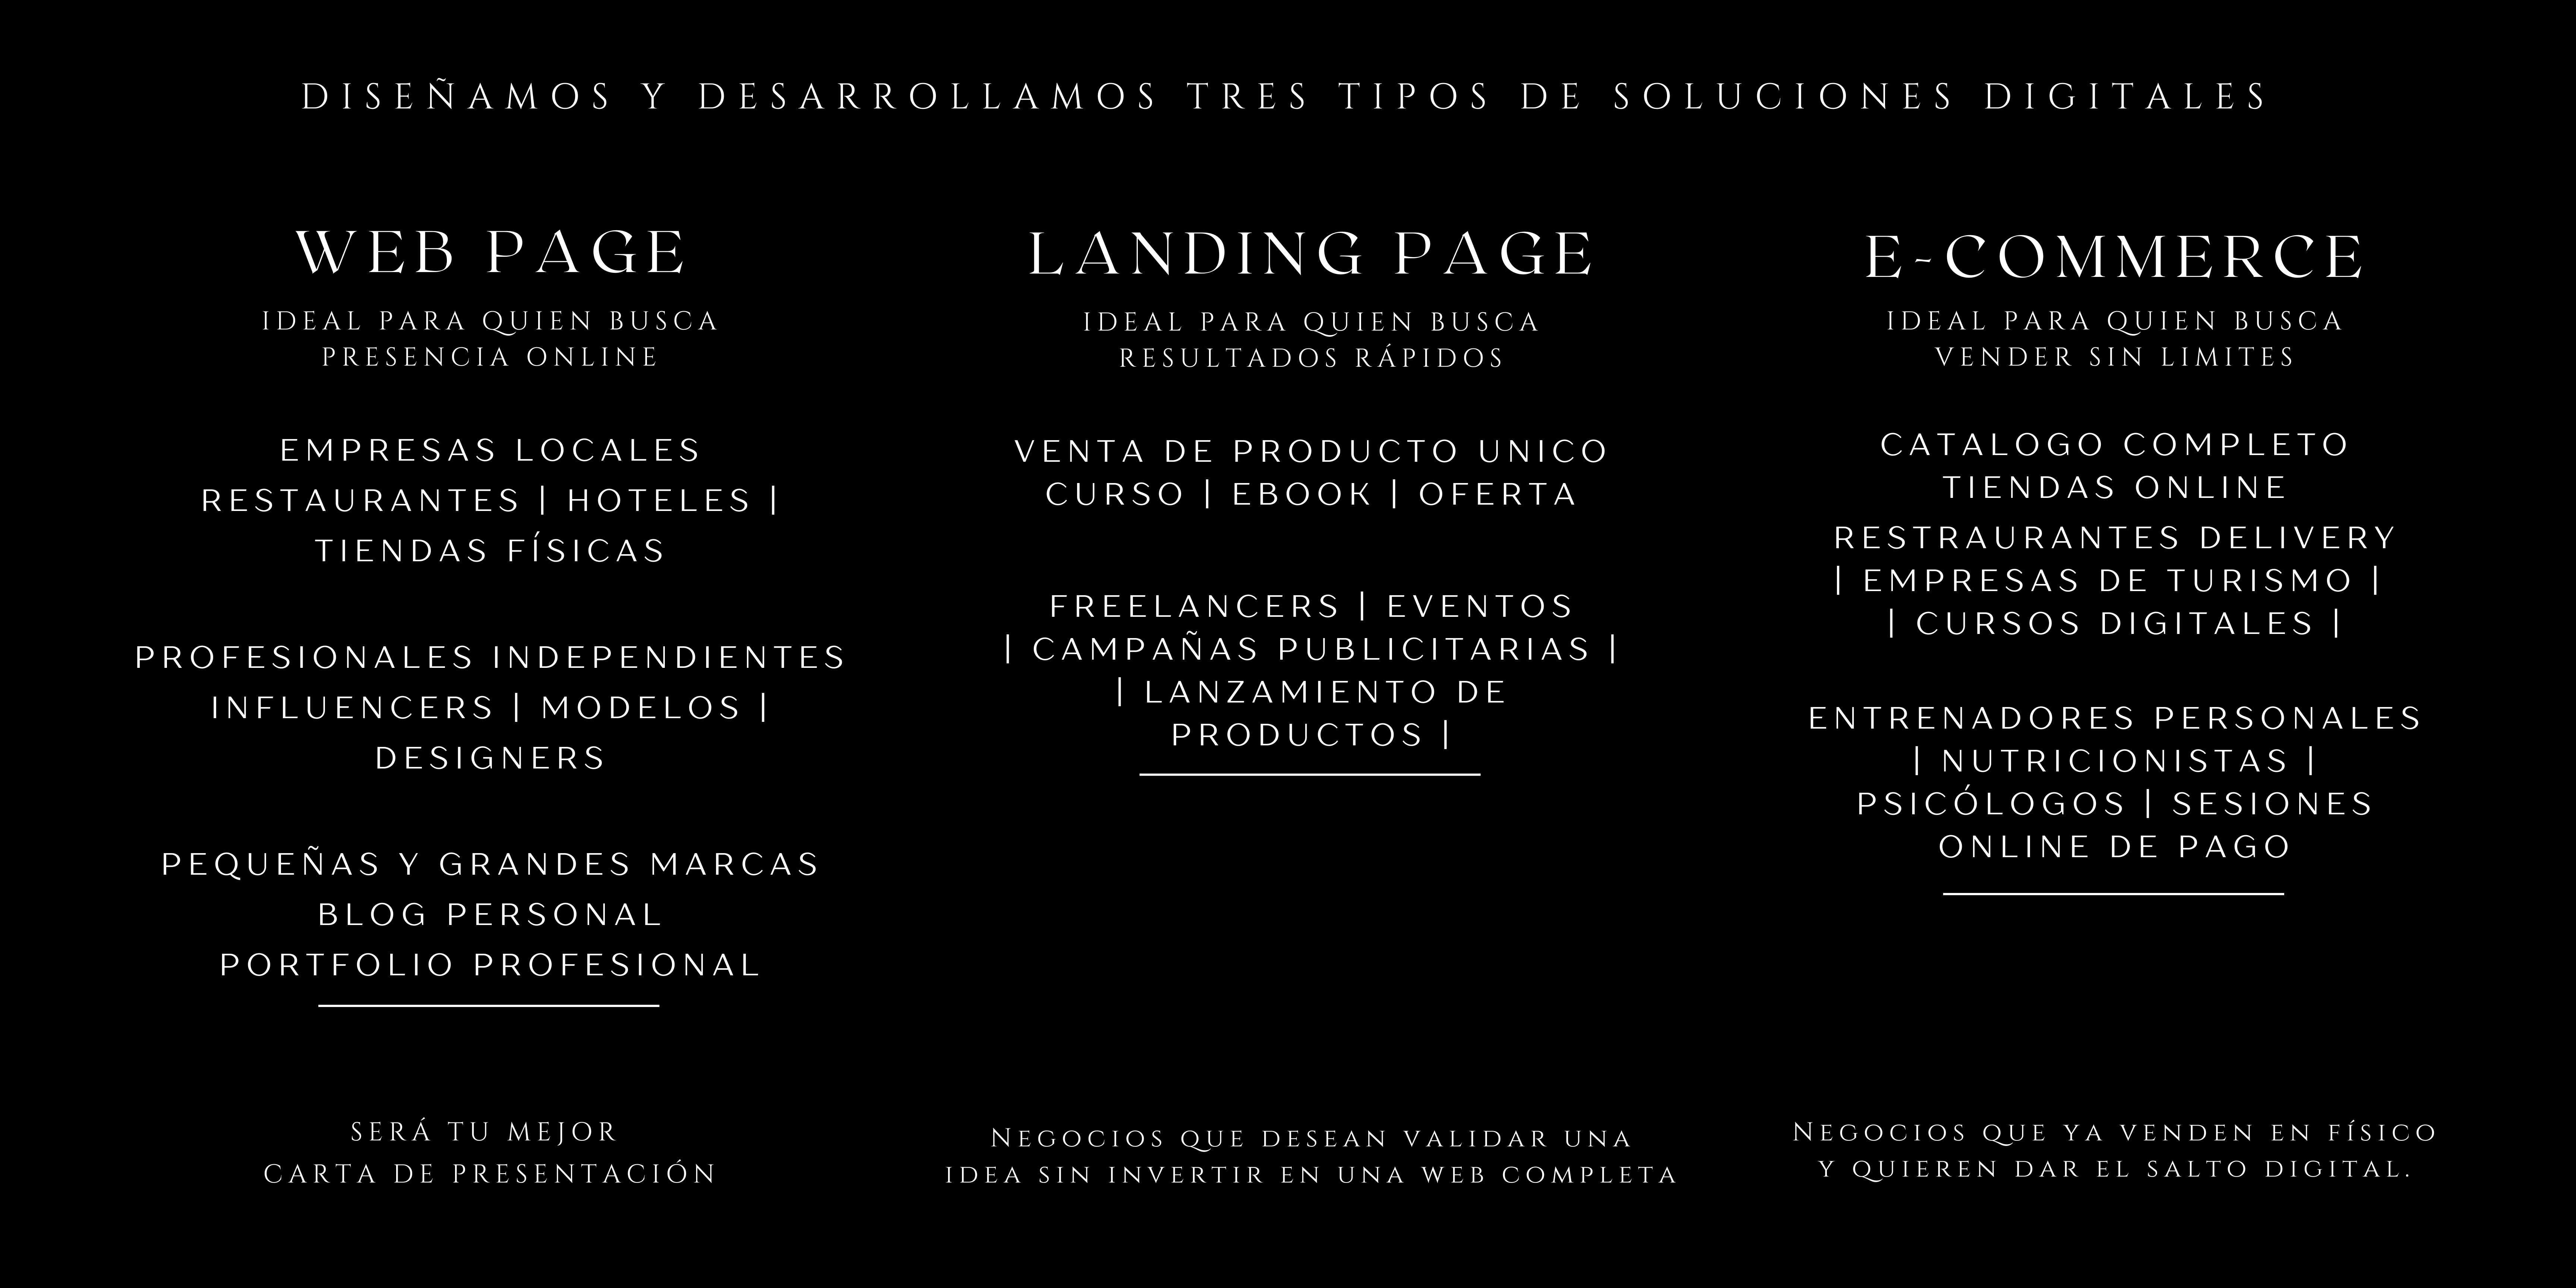 DISEÑAMOS Y DESARROLLAMOS TRES TIPOS DE SOLUCIONES DIGITALES
WEB PAGE
IDEAL PARA QUIEN BUSCA
PRESENCIA ONLINE
EMPRESAS LOCALES
RESTAURANTES | HOTELES |
TIENDAS FÍSICAS
PROFESIONALES INDEPENDIENTES
INFLUENCERS | MODELOS |
DESIGNERS
PEQUEÑAS Y GRANDES MARCAS
BLOG PERSONAL
PORTFOLIO PROFESIONAL
SERÁ TU MEJOR
CARTA DE PRESENTACIÓN
LANDING PAGE
IDEAL PARA QUIEN BUSCA
RESULTADOS RÁPIDOS
VENTA DE PRODUCTO UNICO
CURSO | EBOOK | OFERTA
FREELANCERS | EVENTOS
| CAMPAÑAS PUBLICITARIAS |
| LANZAMIENTO DE
PRODUCTOS |
Negocios que desean validar una
idea sin invertir en una web completa
E-COMMERCE
IDEAL PARA QUIEN BUSCA
VENDER SIN LIMITES
CATALOGO COMPLETO
TIENDAS ONLINE
RESTRAURANTES DELIVERY
| EMPRESAS DE TURISMO |
| CURSOS DIGITALES |
ENTRENADORES PERSONALES
| NUTRICIONISTAS |
PSICÓLOGOS | SESIONES
ONLINE DE PAGO
Negocios que ya venden en físico
y quieren dar el salto digital.